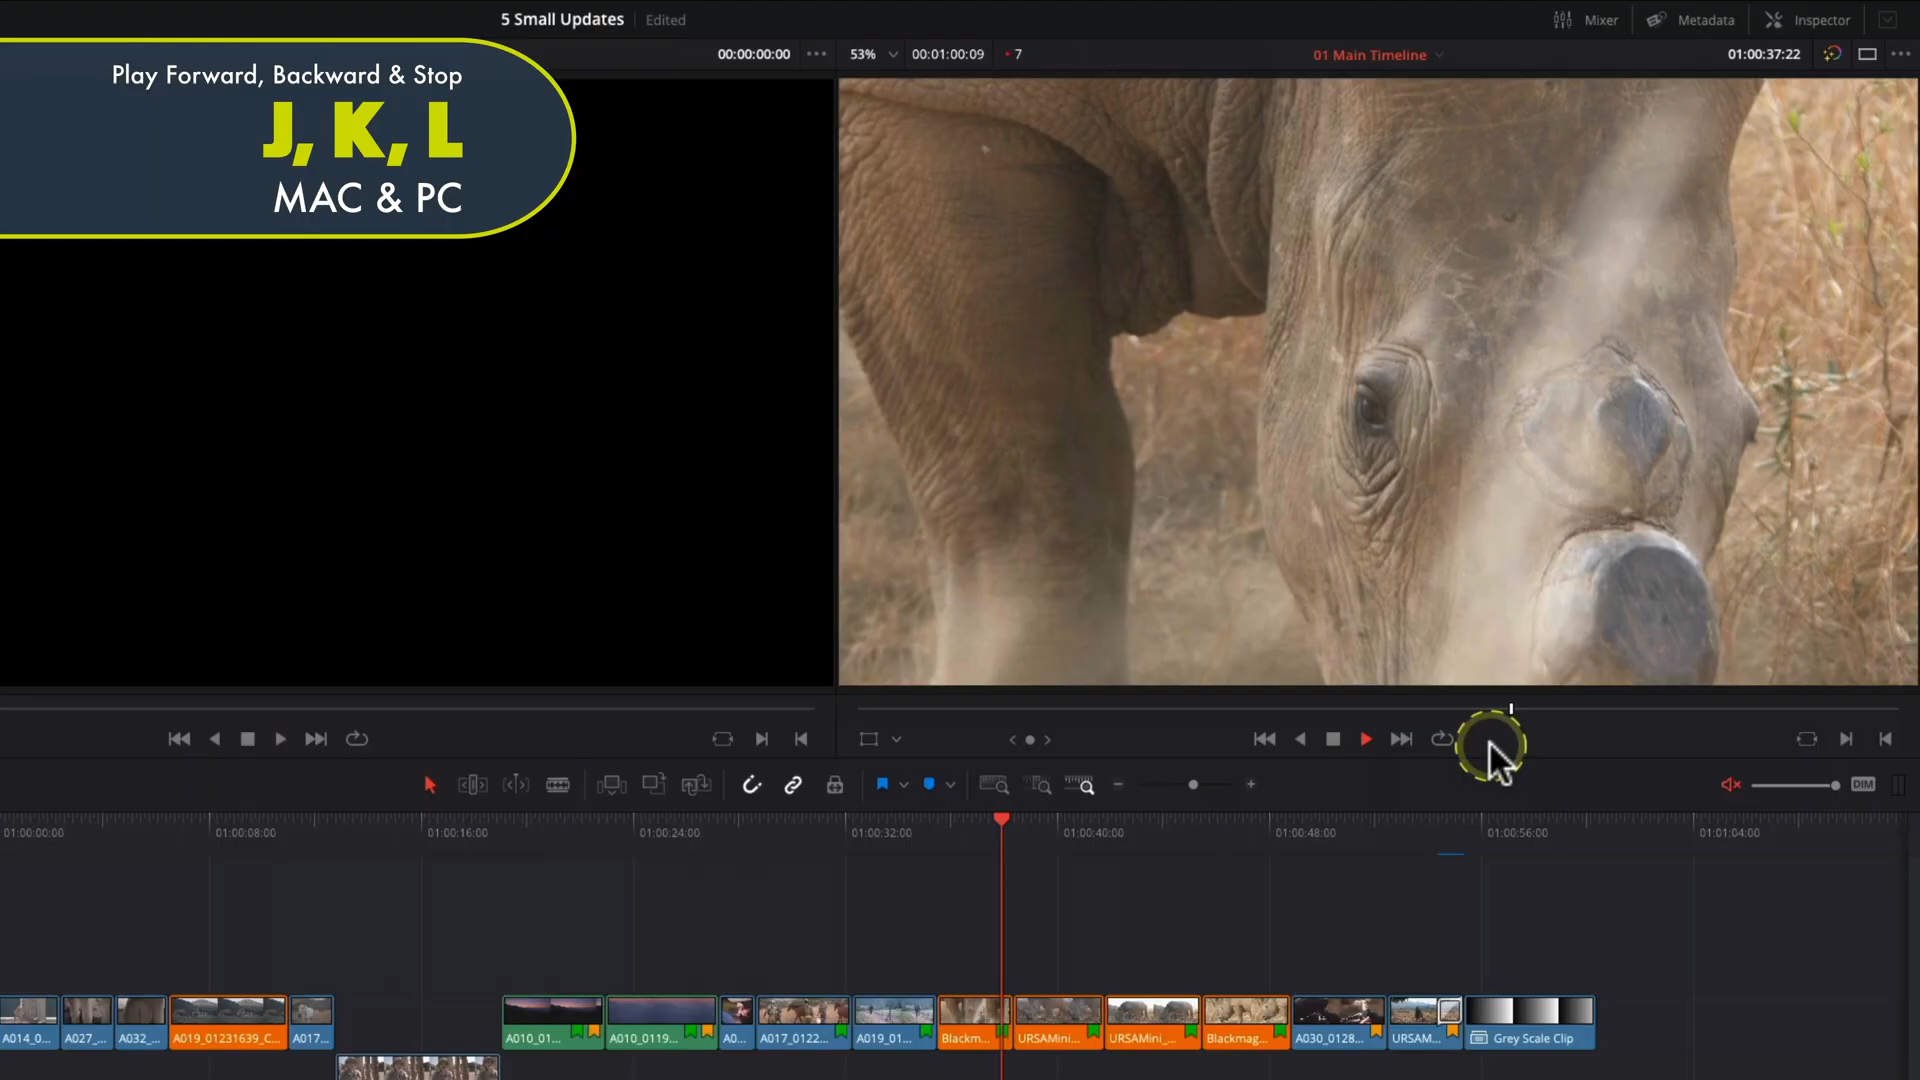 5 Small Updates Edited
Mixer Metadata Inspector
Play Forward, Backward & Stop
J, K, L
MAC & PC
00:00:00:00 53% 00:01:00:09 7 01 Main Timeline 01:00:37:22
DIM
01:00:00:00 01:00:08:00 01:00:16:00 01:00:24:00 01:00:32:00 01:00:40:00 01:00:48:00 01:00:56:00 01:01:04:00
A014_0... A027_... A032_... A019_01231639_C... A017... A010_01... A010_0119... A0... A017_0122... A019_01... Blackm... URSAMini... URSAMini_... Blackmag... A030_0128... URSAM... Grey Scale Clip